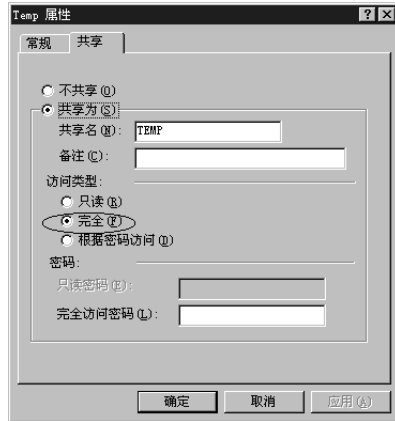 Temp 属性
常规 共享
不共享(O)
共享为(S)
共享名(N): TEMP
备注(C):
访问类型:
只读(R)
完全(F)
根据密码访问(D)
密码:
只读密码(E):
完全访问密码(L):
确定 取消 应用(A)